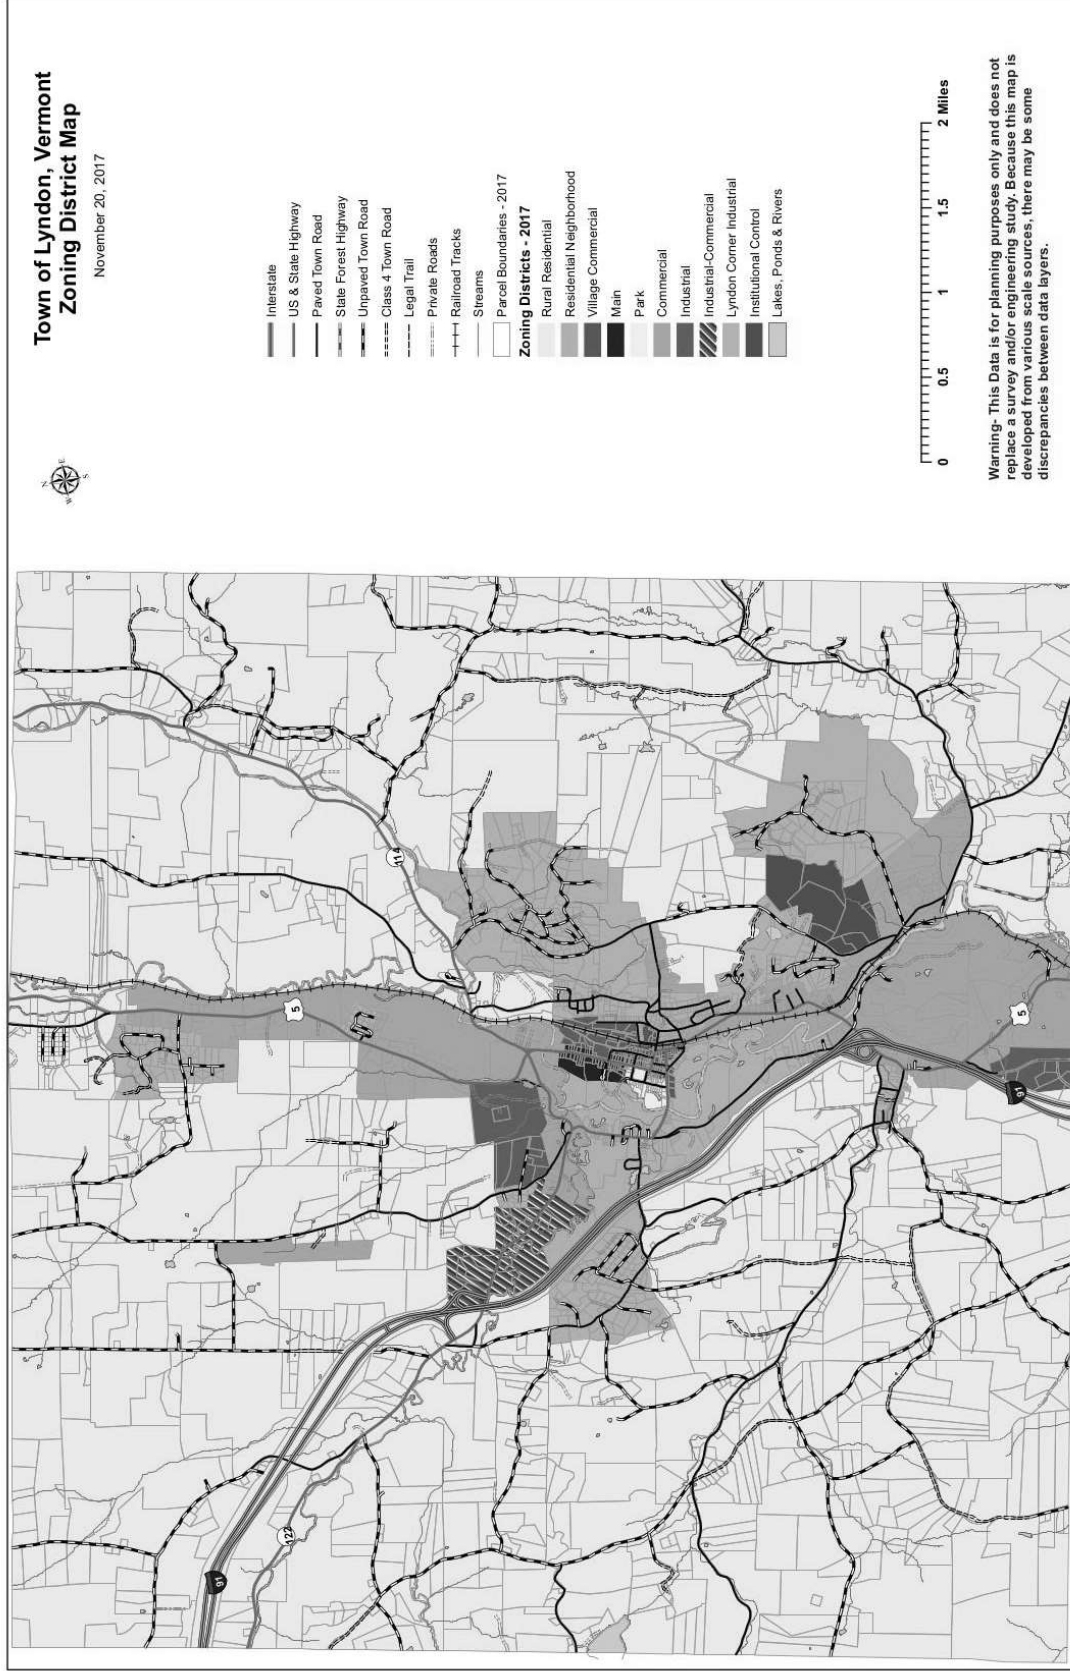 Town of Lyndon, Vermont
Zoning District Map
November 20, 2017
N
E
S
W
Interstate
US & State Highway
Paved Town Road
State Forest Highway
Unpaved Town Road
Class 4 Town Road
Legal Trail
Private Roads
Railroad Tracks
Streams
Parcel Boundaries - 2017
Zoning Districts - 2017
Rural Residential
Residential Neighborhood
Village Commercial
Main
Park
Commercial
Industrial
Industrial-Commercial
Lyndon Corner Industrial
Institutional Control
Lakes, Ponds & Rivers
0 0.5 1 1.5 2 Miles
Warning- This Data is for planning purposes only and does not
replace a survey and/or engineering study. Because this map is
developed from various scale sources, there may be some
discrepancies between data layers.
91
122
5
114
5
91